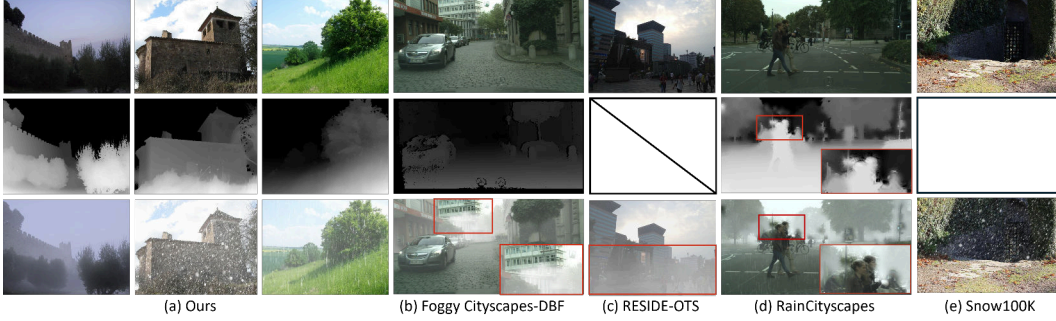 (a) Ours
(b) Foggy Cityscapes-DBF
(c) RESIDE-OTS
(d) RainCityscapes
(e) Snow100K